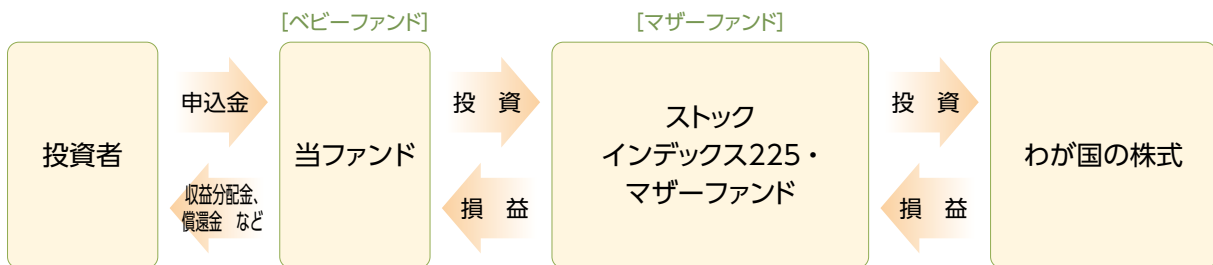 [ベビーファンド]
[マザーファンド]
投資者
申込金
収益分配金、
償還金 など
当ファンド
投 資
損 益
ストック
インデックス225・
マザーファンド
投 資
損 益
わが国の株式